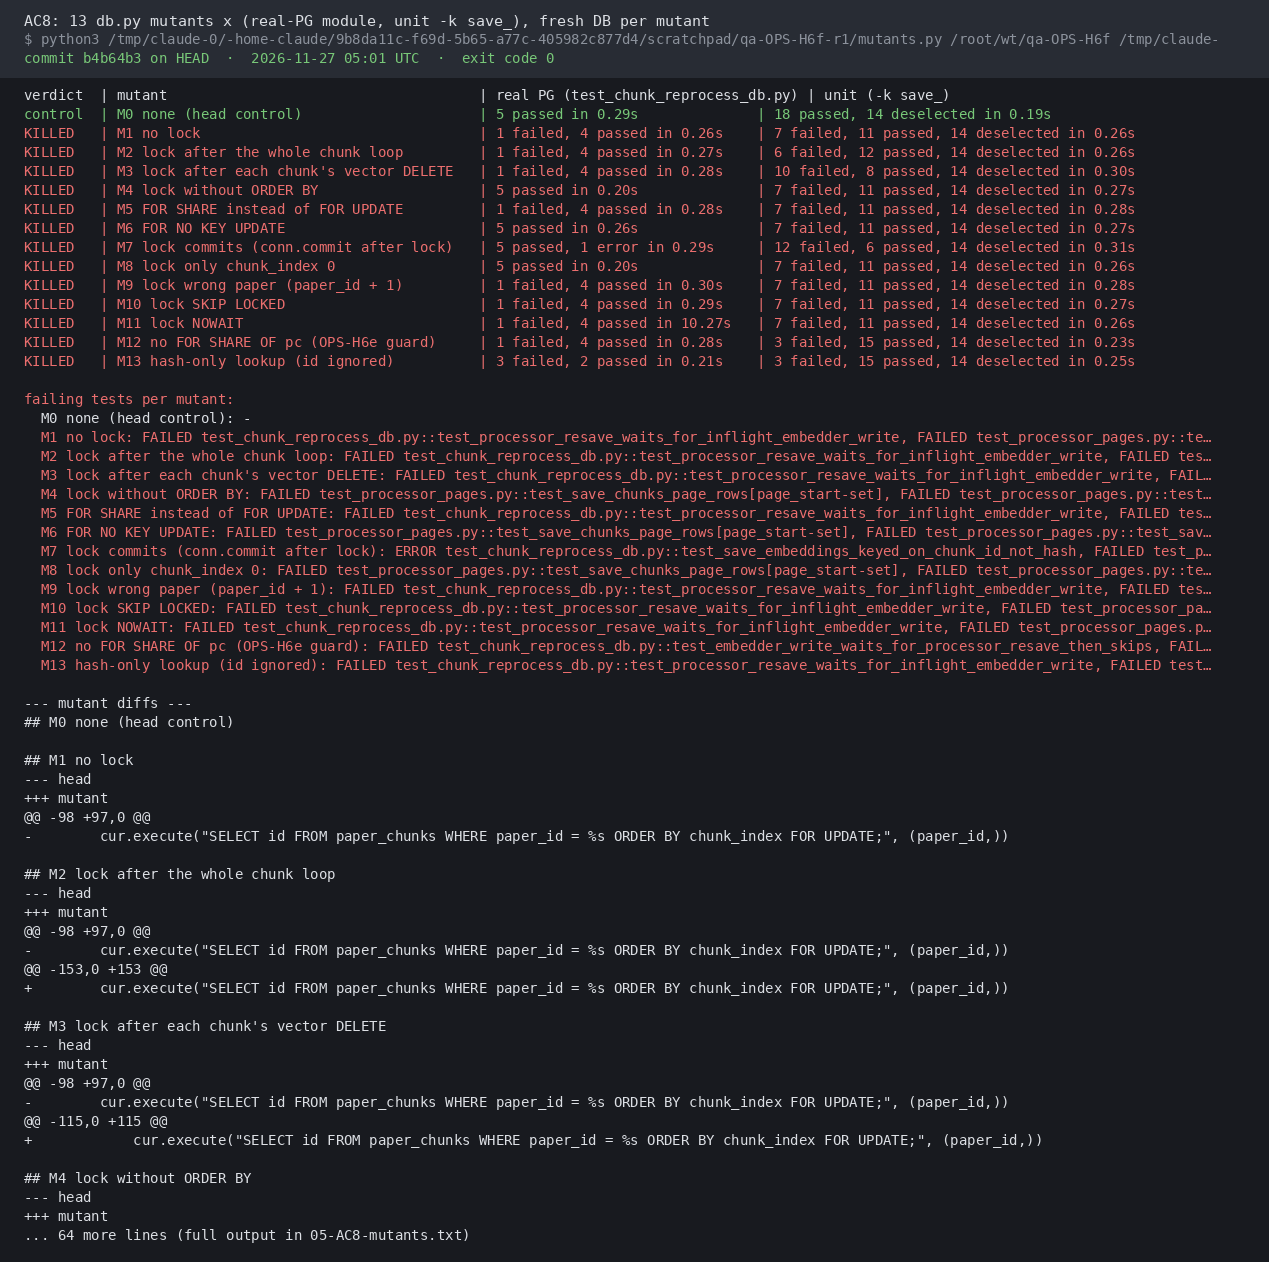 AC8: 13 db.py mutants x (real-PG module, unit -k save_), fresh DB per mutant
$ python3 /tmp/claude-0/-home-claude/9b8da11c-f69d-5b65-a77c-405982c877d4/scratchpad/qa-OPS-H6f-r1/mutants.py /root/wt/qa-OPS-H6f /tmp/claude-
commit b4b64b3 on HEAD · 2026-11-27 05:01 UTC · exit code 0
verdict | mutant | real PG (test_chunk_reprocess_db.py) | unit (-k save_)
control | M0 none (head control) | 5 passed in 0.29s | 18 passed, 14 deselected in 0.19s
KILLED | M1 no lock | 1 failed, 4 passed in 0.26s | 7 failed, 11 passed, 14 deselected in 0.26s
KILLED | M2 lock after the whole chunk loop | 1 failed, 4 passed in 0.27s | 6 failed, 12 passed, 14 deselected in 0.26s
KILLED | M3 lock after each chunk's vector DELETE | 1 failed, 4 passed in 0.28s | 10 failed, 8 passed, 14 deselected in 0.30s
KILLED | M4 lock without ORDER BY | 5 passed in 0.20s | 7 failed, 11 passed, 14 deselected in 0.27s
KILLED | M5 FOR SHARE instead of FOR UPDATE | 1 failed, 4 passed in 0.28s | 7 failed, 11 passed, 14 deselected in 0.28s
KILLED | M6 FOR NO KEY UPDATE | 5 passed in 0.26s | 7 failed, 11 passed, 14 deselected in 0.27s
KILLED | M7 lock commits (conn.commit after lock) | 5 passed, 1 error in 0.29s | 12 failed, 6 passed, 14 deselected in 0.31s
KILLED | M8 lock only chunk_index 0 | 5 passed in 0.20s | 7 failed, 11 passed, 14 deselected in 0.26s
KILLED | M9 lock wrong paper (paper_id + 1) | 1 failed, 4 passed in 0.30s | 7 failed, 11 passed, 14 deselected in 0.28s
KILLED | M10 lock SKIP LOCKED | 1 failed, 4 passed in 0.29s | 7 failed, 11 passed, 14 deselected in 0.27s
KILLED | M11 lock NOWAIT | 1 failed, 4 passed in 10.27s | 7 failed, 11 passed, 14 deselected in 0.26s
KILLED | M12 no FOR SHARE OF pc (OPS-H6e guard) | 1 failed, 4 passed in 0.28s | 3 failed, 15 passed, 14 deselected in 0.23s
KILLED | M13 hash-only lookup (id ignored) | 3 failed, 2 passed in 0.21s | 3 failed, 15 passed, 14 deselected in 0.25s
failing tests per mutant:
M0 none (head control): -
M1 no lock: FAILED test_chunk_reprocess_db.py::test_processor_resave_waits_for_inflight_embedder_write, FAILED test_processor_pages.py::te…
M2 lock after the whole chunk loop: FAILED test_chunk_reprocess_db.py::test_processor_resave_waits_for_inflight_embedder_write, FAILED tes…
M3 lock after each chunk's vector DELETE: FAILED test_chunk_reprocess_db.py::test_processor_resave_waits_for_inflight_embedder_write, FAIL…
M4 lock without ORDER BY: FAILED test_processor_pages.py::test_save_chunks_page_rows[page_start-set], FAILED test_processor_pages.py::test…
M5 FOR SHARE instead of FOR UPDATE: FAILED test_chunk_reprocess_db.py::test_processor_resave_waits_for_inflight_embedder_write, FAILED tes…
M6 FOR NO KEY UPDATE: FAILED test_processor_pages.py::test_save_chunks_page_rows[page_start-set], FAILED test_processor_pages.py::test_sav…
M7 lock commits (conn.commit after lock): ERROR test_chunk_reprocess_db.py::test_save_embeddings_keyed_on_chunk_id_not_hash, FAILED test_p…
M8 lock only chunk_index 0: FAILED test_processor_pages.py::test_save_chunks_page_rows[page_start-set], FAILED test_processor_pages.py::te…
M9 lock wrong paper (paper_id + 1): FAILED test_chunk_reprocess_db.py::test_processor_resave_waits_for_inflight_embedder_write, FAILED tes…
M10 lock SKIP LOCKED: FAILED test_chunk_reprocess_db.py::test_processor_resave_waits_for_inflight_embedder_write, FAILED test_processor_pa…
M11 lock NOWAIT: FAILED test_chunk_reprocess_db.py::test_processor_resave_waits_for_inflight_embedder_write, FAILED test_processor_pages.p…
M12 no FOR SHARE OF pc (OPS-H6e guard): FAILED test_chunk_reprocess_db.py::test_embedder_write_waits_for_processor_resave_then_skips, FAIL…
M13 hash-only lookup (id ignored): FAILED test_chunk_reprocess_db.py::test_processor_resave_waits_for_inflight_embedder_write, FAILED test…
--- mutant diffs ---
## M0 none (head control)
## M1 no lock
--- head
+++ mutant
@@ -98 +97,0 @@
- cur.execute("SELECT id FROM paper_chunks WHERE paper_id = %s ORDER BY chunk_index FOR UPDATE;", (paper_id,))
## M2 lock after the whole chunk loop
--- head
+++ mutant
@@ -98 +97,0 @@
- cur.execute("SELECT id FROM paper_chunks WHERE paper_id = %s ORDER BY chunk_index FOR UPDATE;", (paper_id,))
@@ -153,0 +153 @@
+ cur.execute("SELECT id FROM paper_chunks WHERE paper_id = %s ORDER BY chunk_index FOR UPDATE;", (paper_id,))
## M3 lock after each chunk's vector DELETE
--- head
+++ mutant
@@ -98 +97,0 @@
- cur.execute("SELECT id FROM paper_chunks WHERE paper_id = %s ORDER BY chunk_index FOR UPDATE;", (paper_id,))
@@ -115,0 +115 @@
+ cur.execute("SELECT id FROM paper_chunks WHERE paper_id = %s ORDER BY chunk_index FOR UPDATE;", (paper_id,))
## M4 lock without ORDER BY
--- head
+++ mutant
... 64 more lines (full output in 05-AC8-mutants.txt)